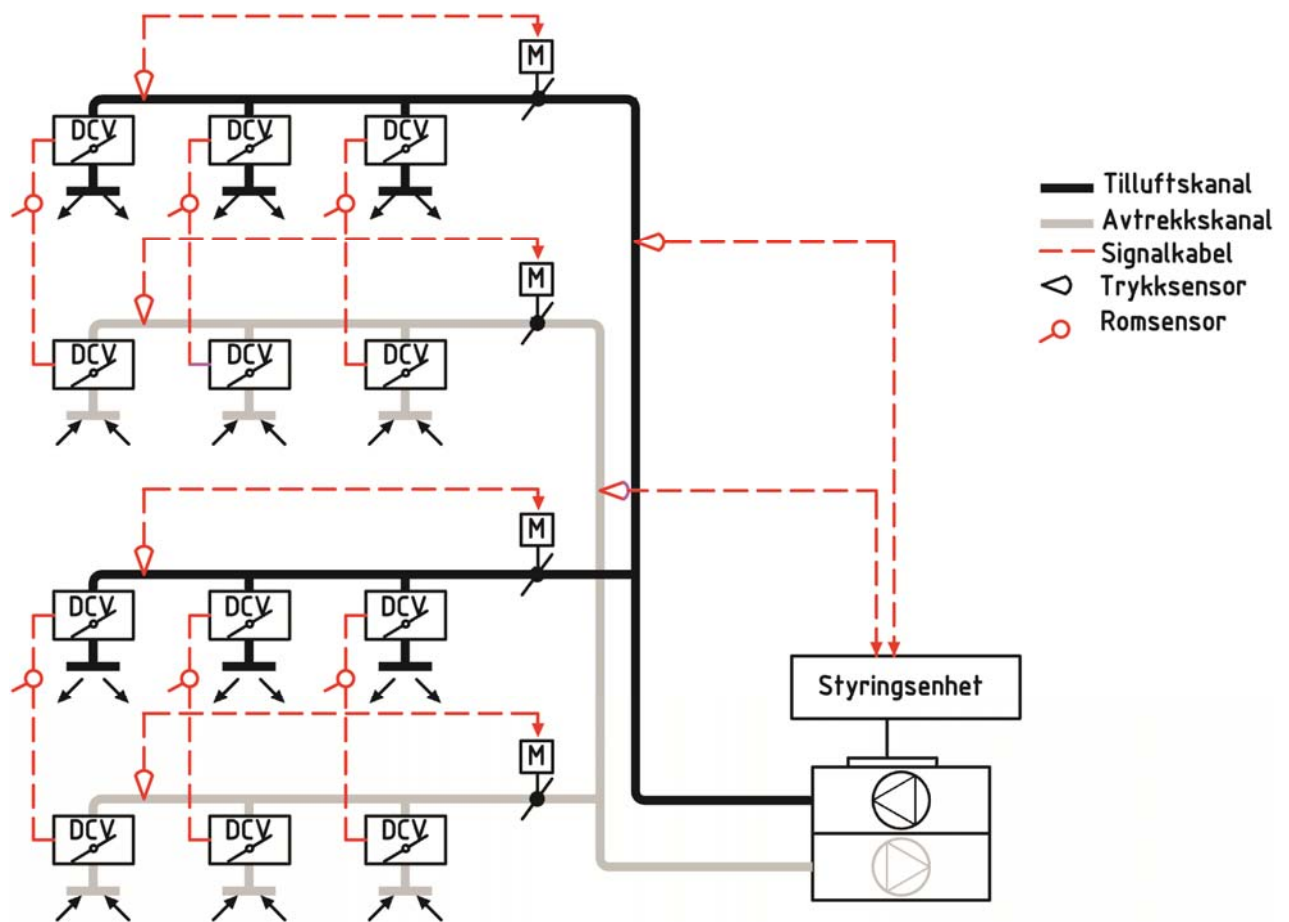 M
DCV DCV DCV
M
DCV DCV DCV
M
DCV DCV DCV
M
DCV DCV DCV
Tilluftskanal
Avtrekkskanal
Signalkabel
Trykksensor
Romsensor
Styringsenhet